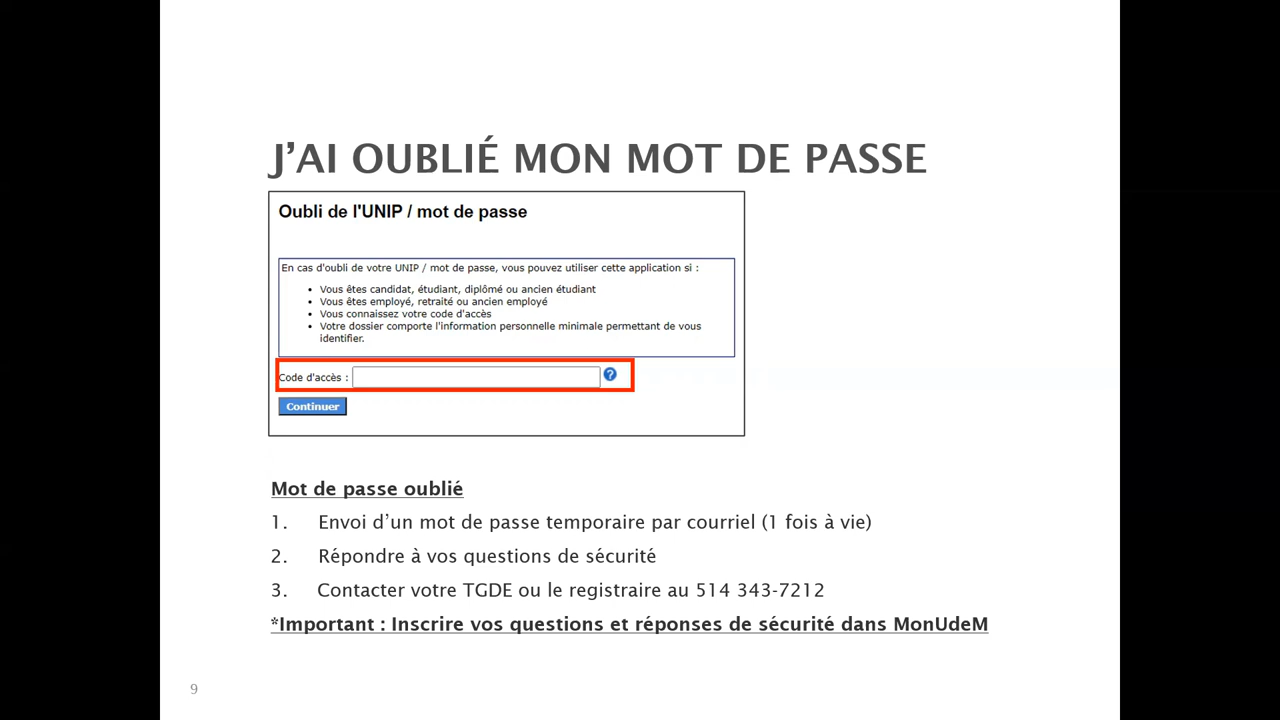 J’AI OUBLIÉ MON MOT DE PASSE
Oubli de l'UNIP / mot de passe
En cas d'oubli de votre UNIP / mot de passe, vous pouvez utiliser cette application si :
• Vous êtes candidat, étudiant, diplômé ou ancien étudiant
• Vous êtes employé, retraité ou ancien employé
• Vous connaissez votre code d'accès
• Votre dossier comporte l'information personnelle minimale permettant de vous
identifier.
Code d'accès : ?
Continuer
Mot de passe oublié
1. Envoi d’un mot de passe temporaire par courriel (1 fois à vie)
2. Répondre à vos questions de sécurité
3. Contacter votre TGDE ou le registraire au 514 343-7212
*Important : Inscrire vos questions et réponses de sécurité dans MonUdeM
9